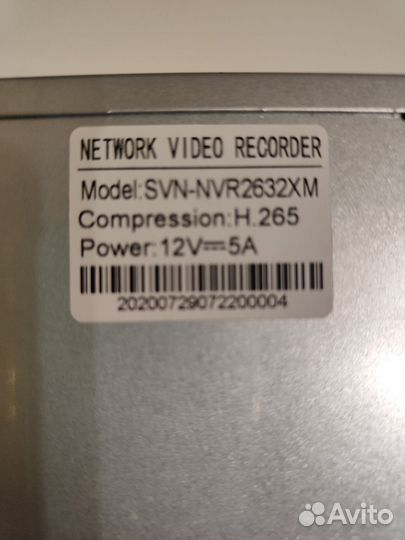 NETWORK VIDEO RECORDER
Model:SVN-NVR2632XM
Compression:H.265
Power:12V⎓5A
20200729072200004
Avito